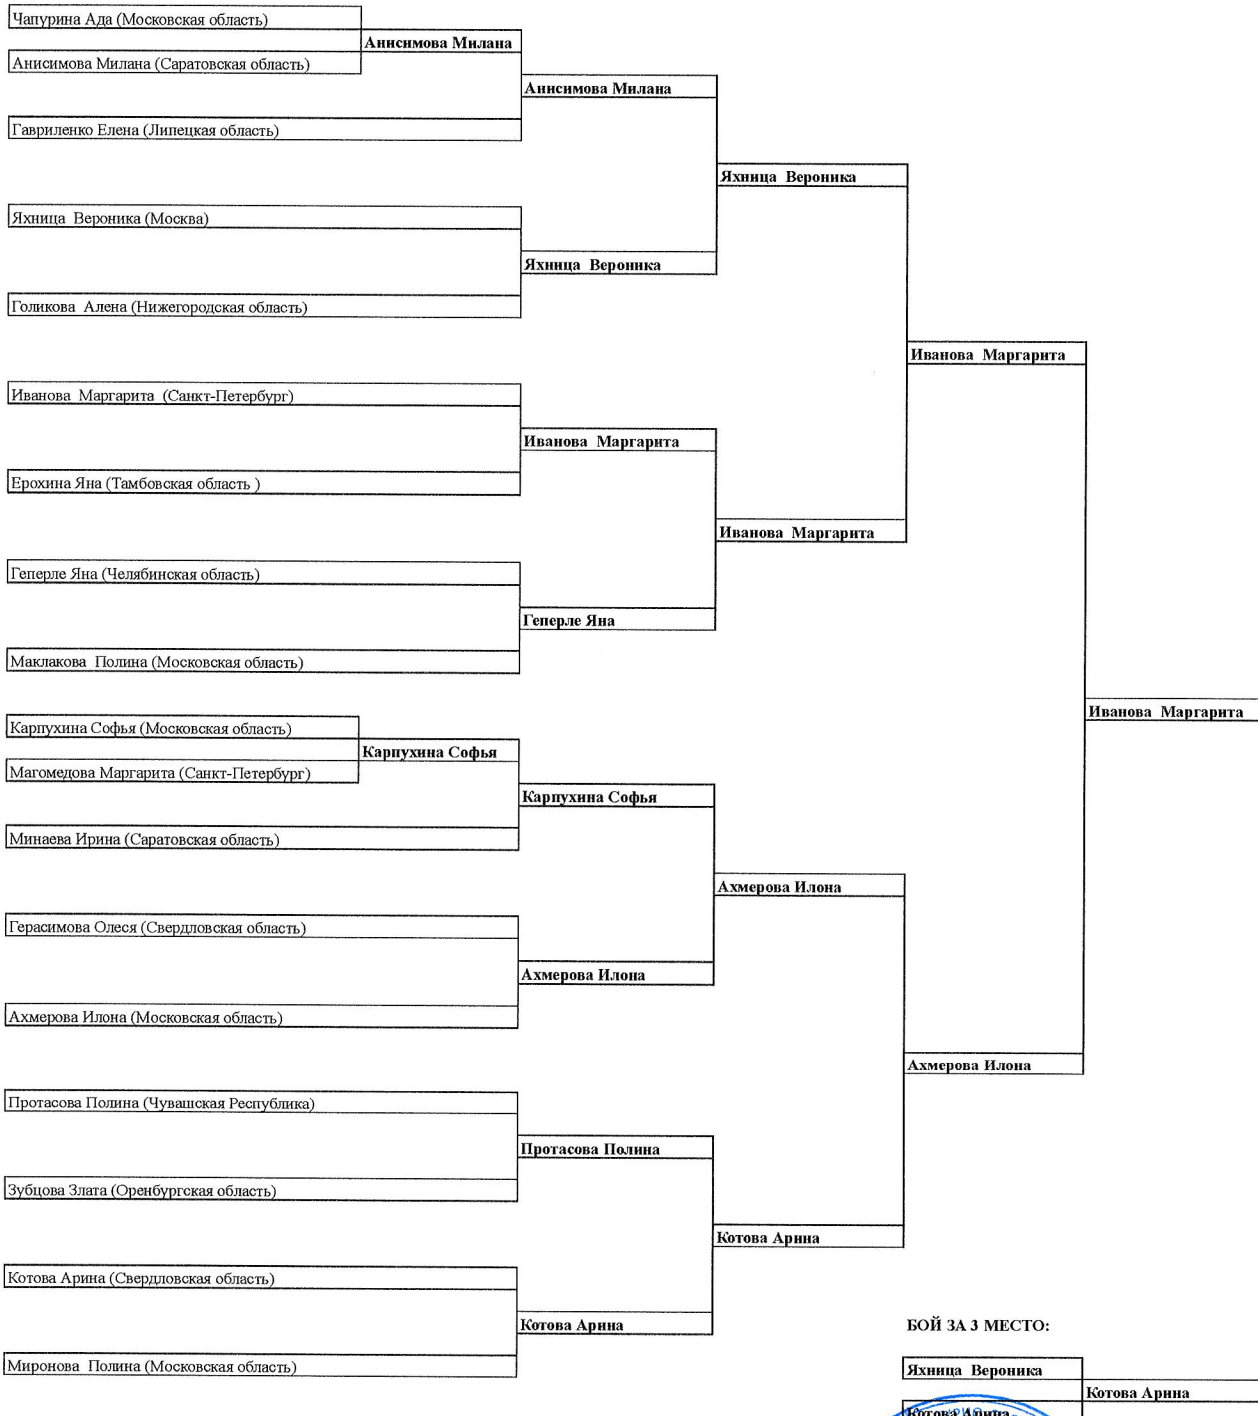 Чапурина Ада (Московская область)
Анисимова Милана
Анисимова Милана (Саратовская область)
Анисимова Милана
Гавриленко Елена (Липецкая область)
Яхница Вероника
Яхница Вероника (Москва)
Яхница Вероника
Голикова Алена (Нижегородская область)
Иванова Маргарита
Иванова Маргарита (Санкт-Петербург)
Иванова Маргарита
Ерохина Яна (Тамбовская область )
Иванова Маргарита
Геперле Яна (Челябинская область)
Геперле Яна
Маклакова Полина (Московская область)
Иванова Маргарита
Карпухина Софья (Московская область)
Карпухина Софья
Магомедова Маргарита (Санкт-Петербург)
Карпухина Софья
Минаева Ирина (Саратовская область)
Ахмерова Илона
Герасимова Олеся (Свердловская область)
Ахмерова Илона
Ахмерова Илона (Московская область)
Ахмерова Илона
Протасова Полина (Чувашская Республика)
Протасова Полина
Зубцова Злата (Оренбургская область)
Котова Арина
Котова Арина (Свердловская область)
Котова Арина
Миронова Полина (Московская область)
БОЙ ЗА 3 МЕСТО:
Яхница Вероника
Котова Арина
Котова Арина